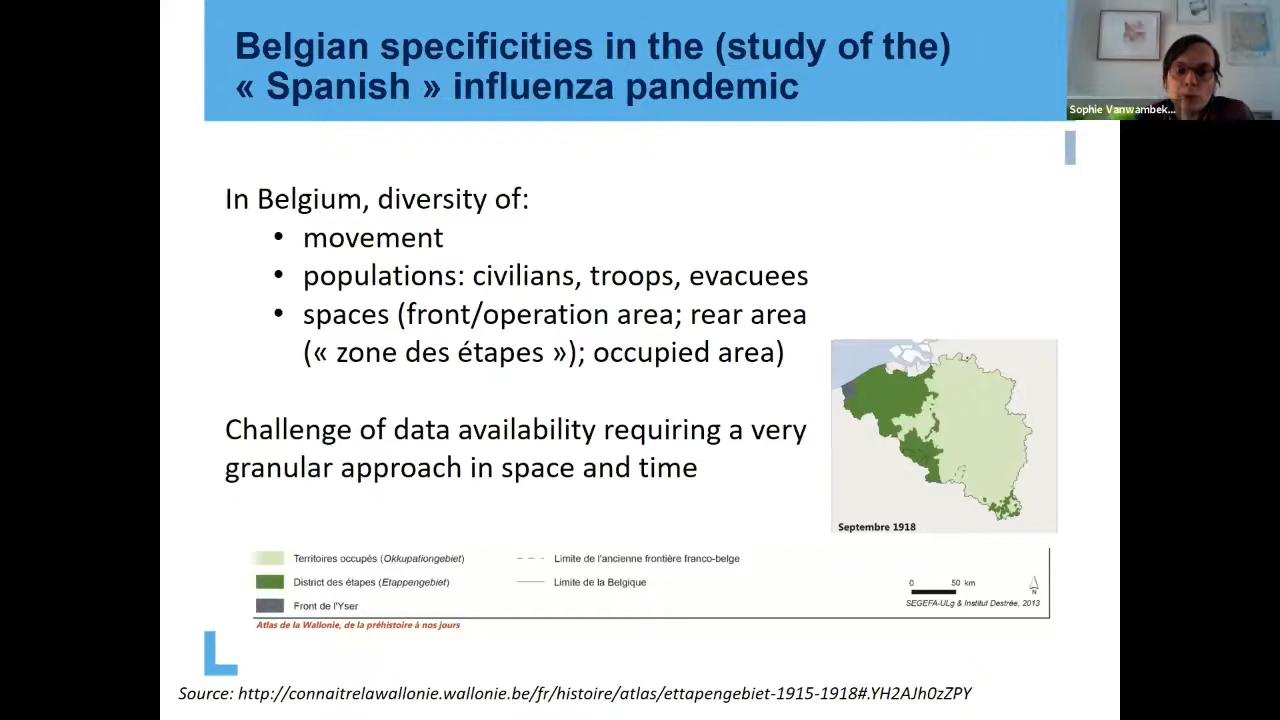 Belgian specificities in the (study of the)
« Spanish » influenza pandemic
Sophie Vanwambek...
In Belgium, diversity of:
• movement
• populations: civilians, troops, evacuees
• spaces (front/operation area; rear area
(« zone des étapes »); occupied area)
Challenge of data availability requiring a very
granular approach in space and time
Septembre 1918
Territoires occupés (Okkupationgebiet)
Limite de l'ancienne frontière franco-belge
District des étapes (Etappengebiet)
Limite de la Belgique
Front de l'Yser
0 50 km
N
SEGEFA-ULg & Institut Destrée, 2013
Atlas de la Wallonie, de la préhistoire à nos jours
Source: http://connaitrelawallonie.wallonie.be/fr/histoire/atlas/ettapengebiet-1915-1918#.YH2AJh0zZPY